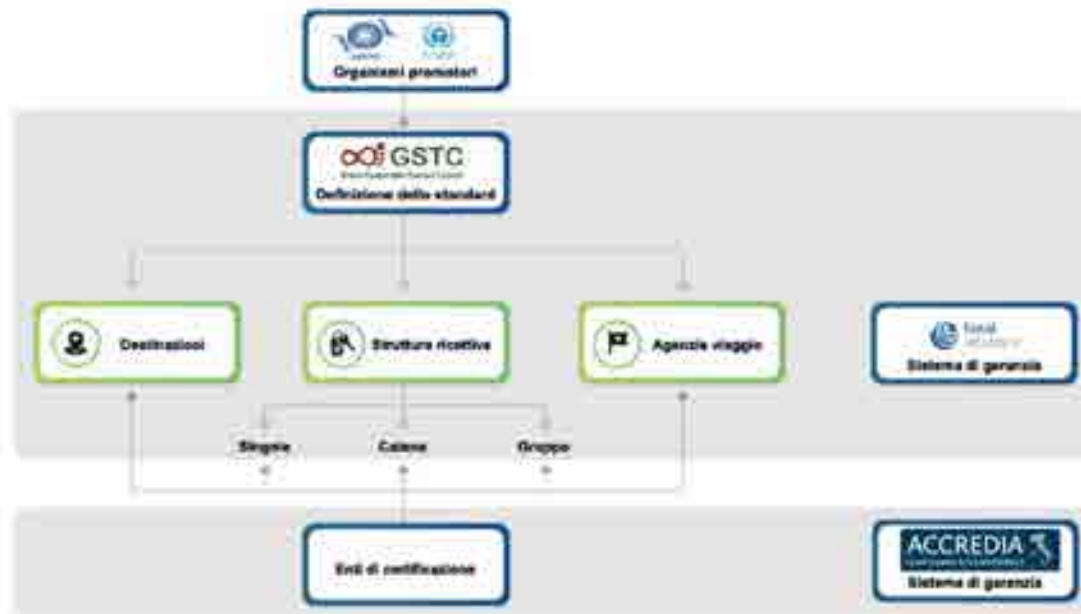 Organismi promotori
GSTC
Definizione dello standard
Destinazioni
Strutture ricettive
Agenzie viaggio
Sistema di garanzia
Singole
Catene
Gruppo
Enti di certificazione
ACCREDIA
Sistema di garanzia